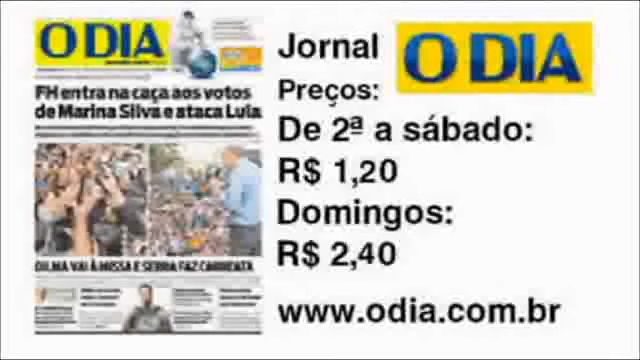 O DIA
FH entra na caça aos votos
de Marina Silva e ataca Lula
DILMA VAI À MISSA E SERRA FAZ CARREATA
Jornal O DIA
Preços:
De 2ª a sábado:
R$ 1,20
Domingos:
R$ 2,40
www.odia.com.br